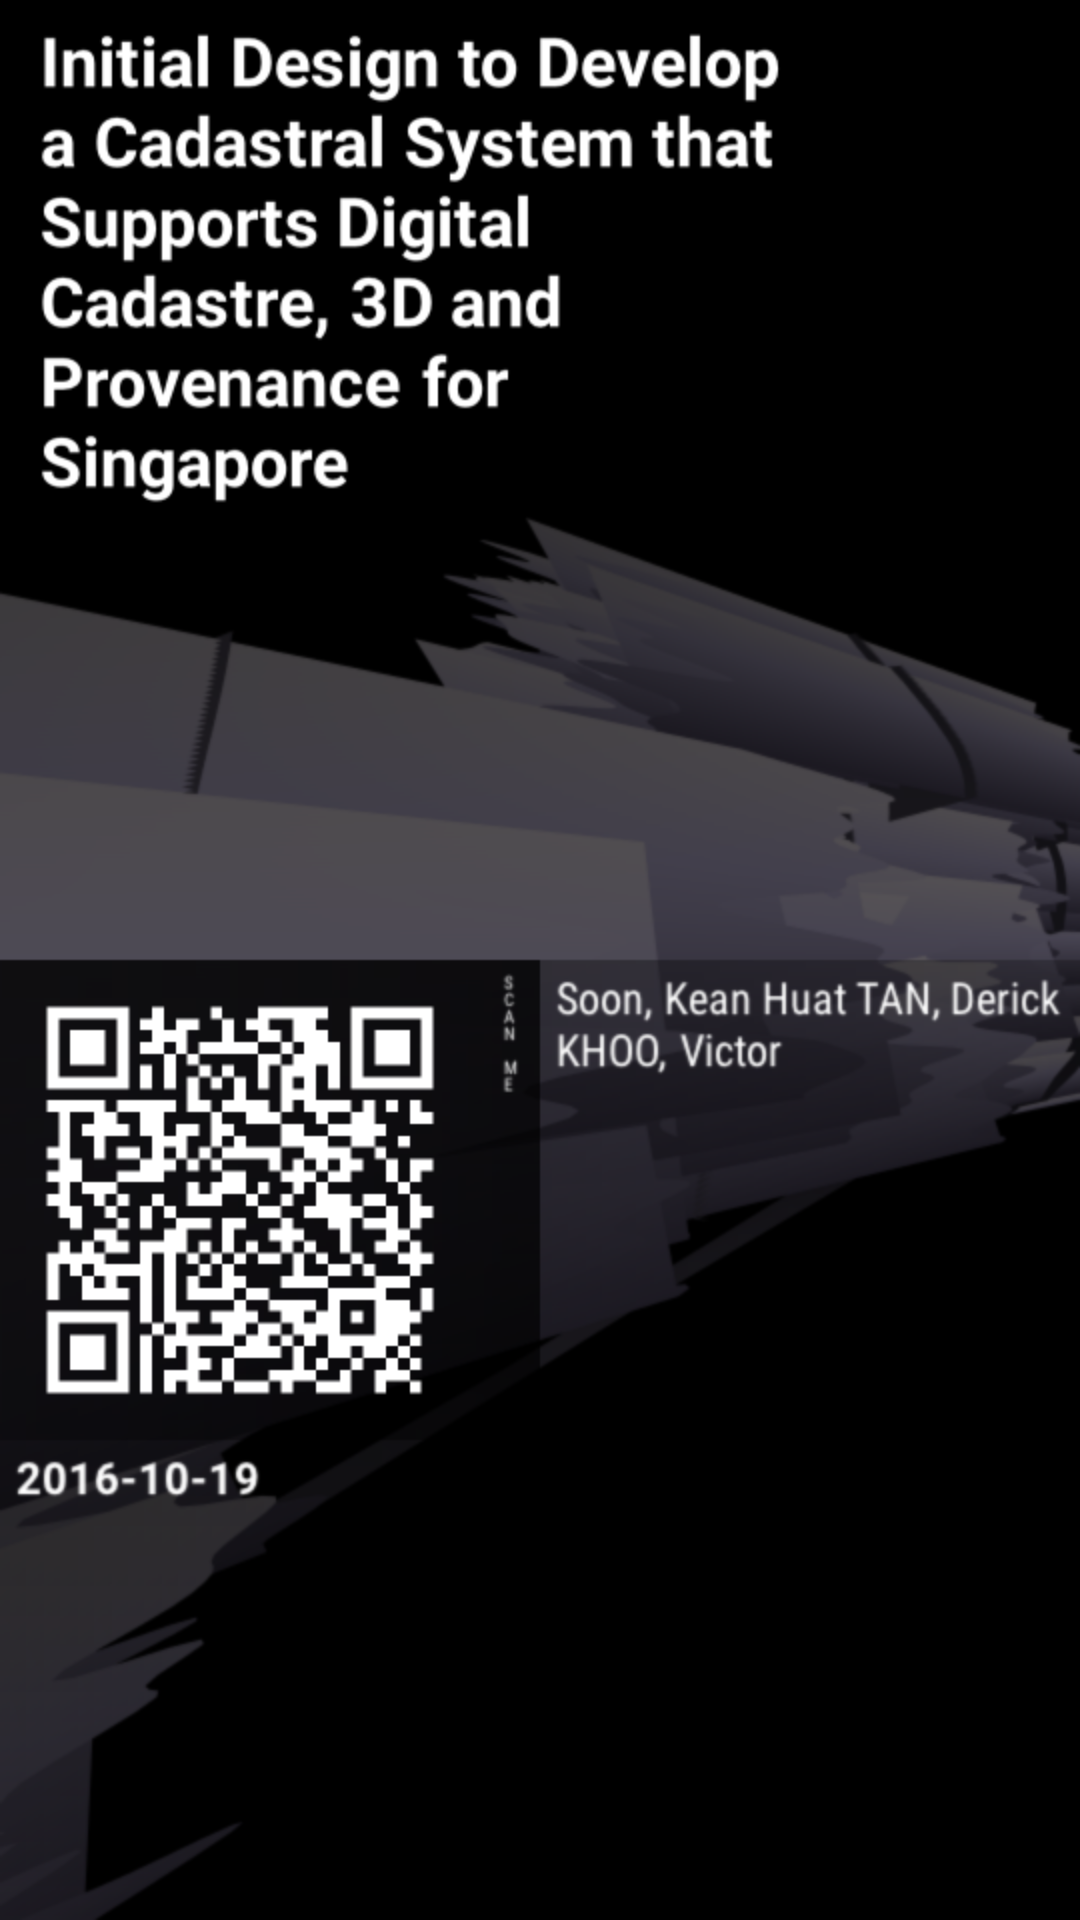 Initial Design to Develop
a Cadastral System that
Supports Digital
Cadastre, 3D and
Provenance for
Singapore
SCAN ME
Soon, Kean Huat TAN, Derick
KHOO, Victor
2016-10-19